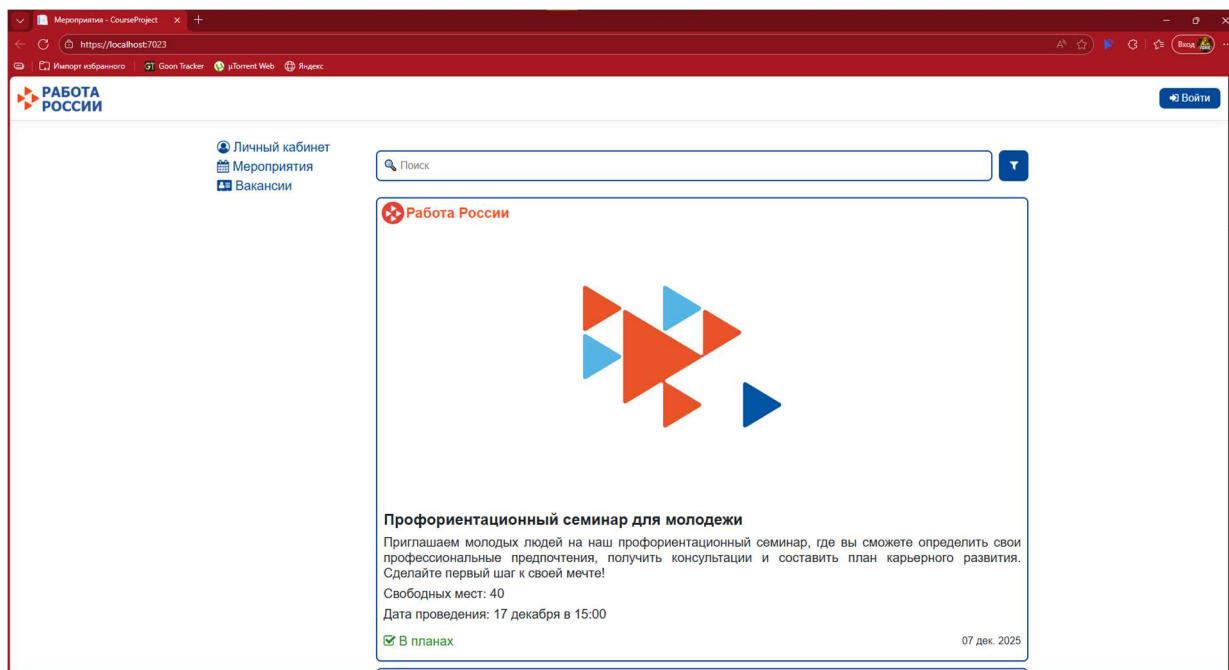 Мероприятия - CourseProject
https://localhost:7023
Вход
Импорт избранного GT Goon Tracker µTorrent Web Яндекс
РАБОТА
РОССИИ
Войти
Личный кабинет
Мероприятия
Вакансии
Поиск
Работа России
Профориентационный семинар для молодежи
Приглашаем молодых людей на наш профориентационный семинар, где вы сможете определить свои
профессиональные предпочтения, получить консультации и составить план карьерного развития.
Сделайте первый шаг к своей мечте!
Свободных мест: 40
Дата проведения: 17 декабря в 15:00
В планах
07 дек. 2025